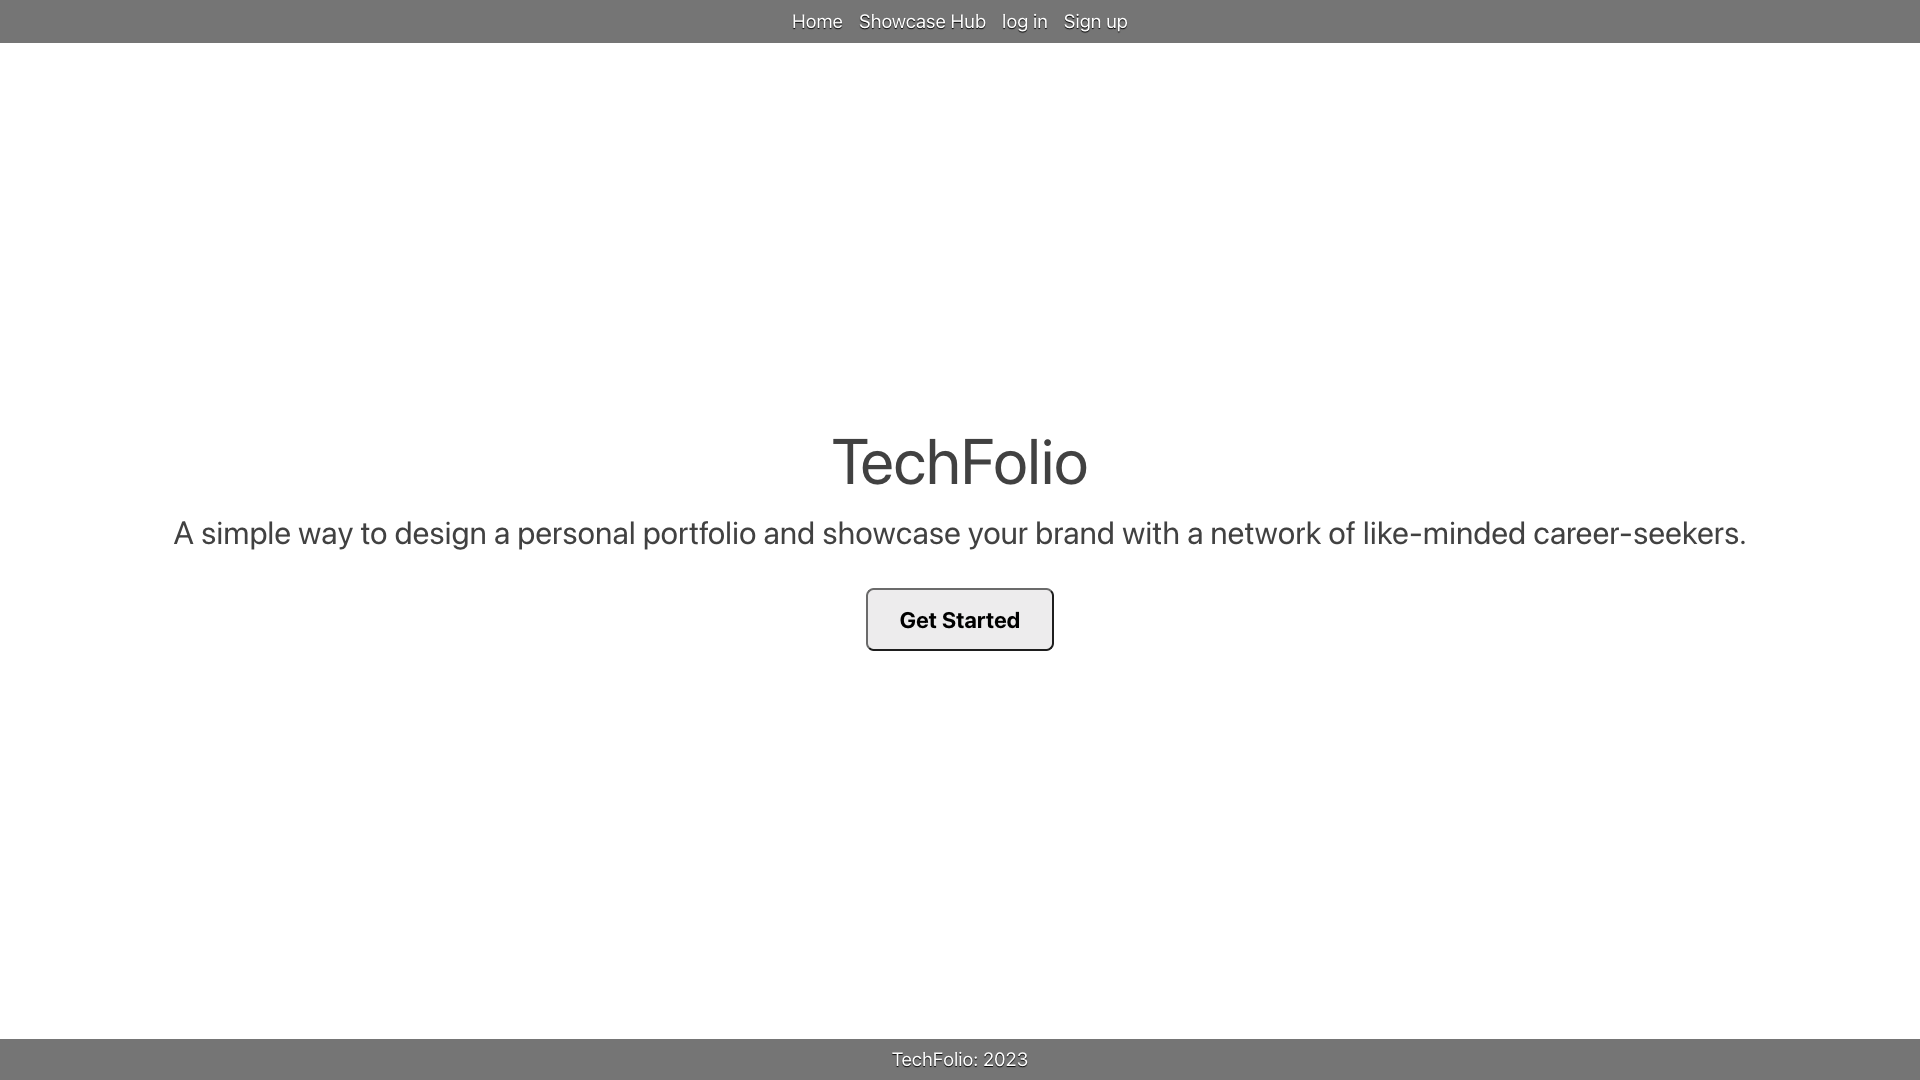 Home Showcase Hub log in Sign up
TechFolio
A simple way to design a personal portfolio and showcase your brand with a network of like-minded career-seekers.
Get Started
TechFolio: 2023